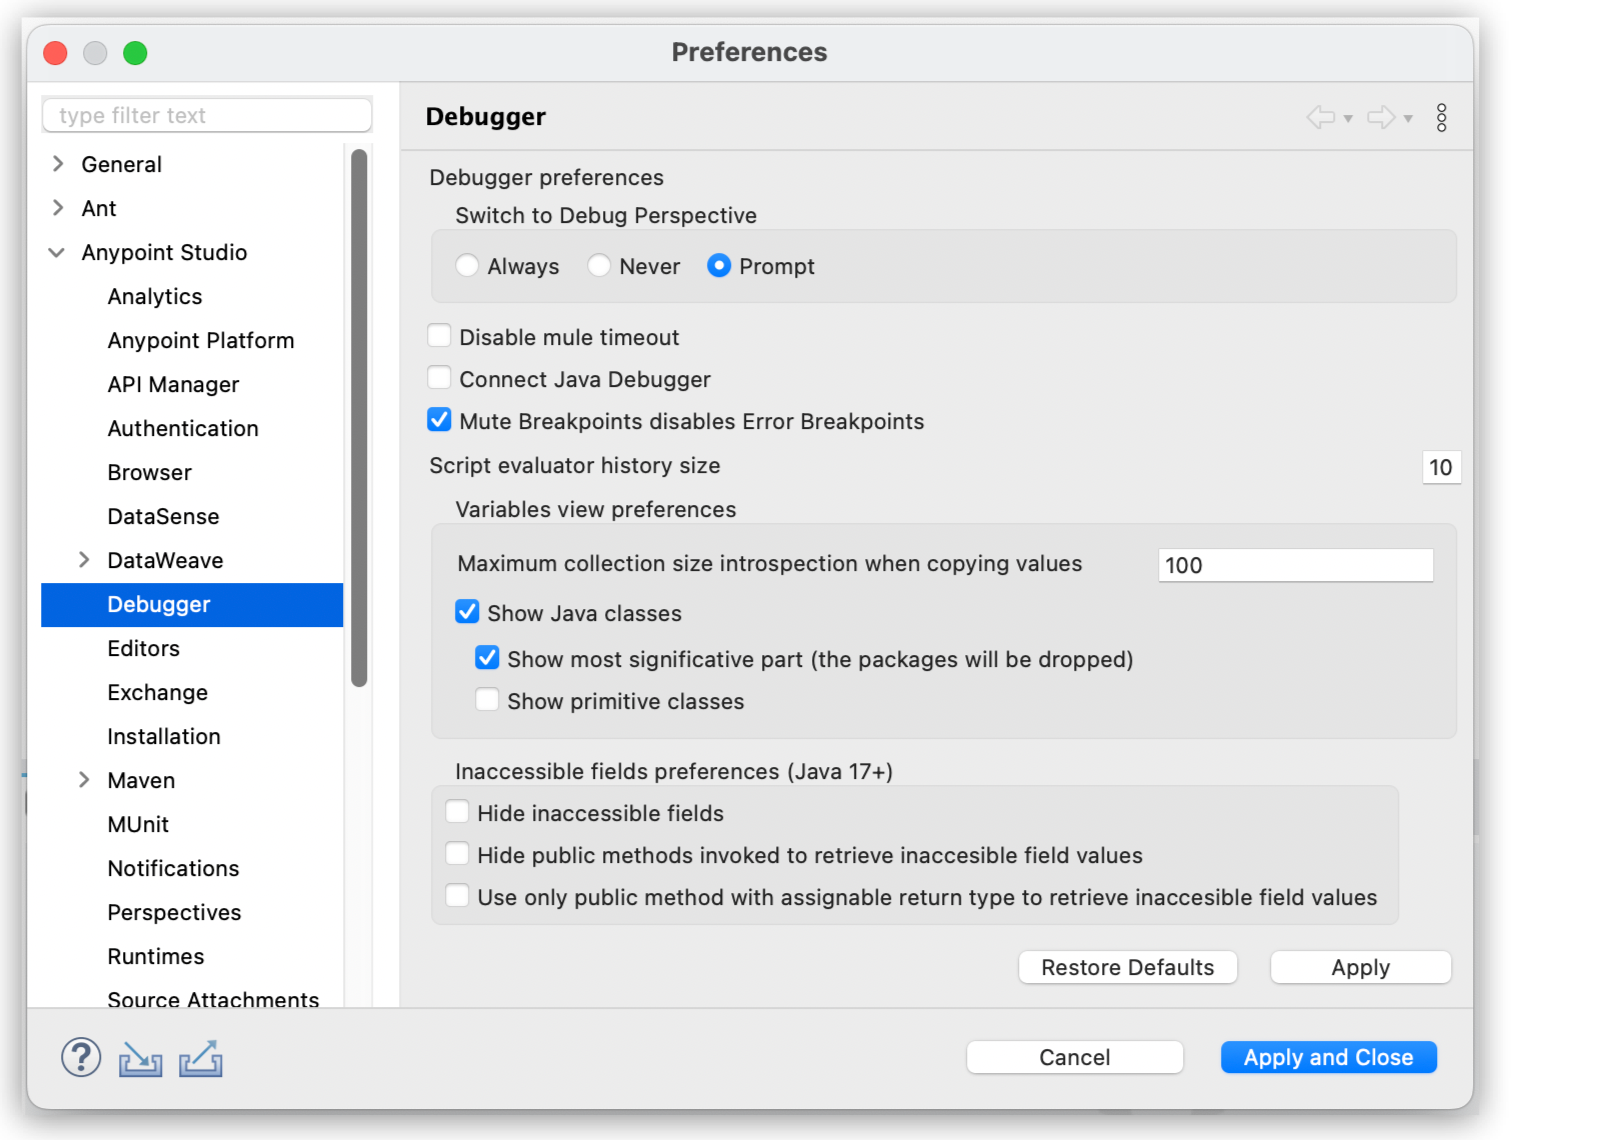 Preferences
type filter text
General
Ant
Anypoint Studio
Analytics
Anypoint Platform
API Manager
Authentication
Browser
DataSense
DataWeave
Debugger
Editors
Exchange
Installation
Maven
MUnit
Notifications
Perspectives
Runtimes
Source Attachments
Debugger
Debugger preferences
Switch to Debug Perspective
Always Never Prompt
Disable mule timeout
Connect Java Debugger
Mute Breakpoints disables Error Breakpoints
Script evaluator history size 10
Variables view preferences
Maximum collection size introspection when copying values 100
Show Java classes
Show most significative part (the packages will be dropped)
Show primitive classes
Inaccessible fields preferences (Java 17+)
Hide inaccessible fields
Hide public methods invoked to retrieve inaccesible field values
Use only public method with assignable return type to retrieve inaccesible field values
Restore Defaults Apply
? Cancel Apply and Close